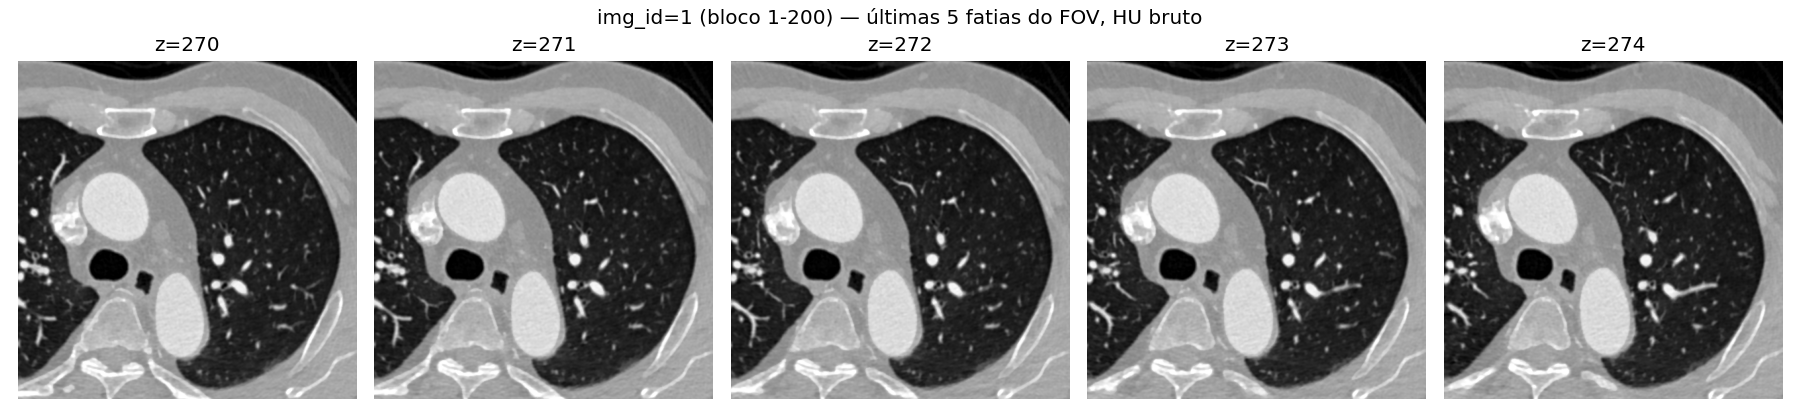 img_id=1 (bloco 1-200) — últimas 5 fatias do FOV, HU bruto
z=270 z=271 z=272 z=273 z=274